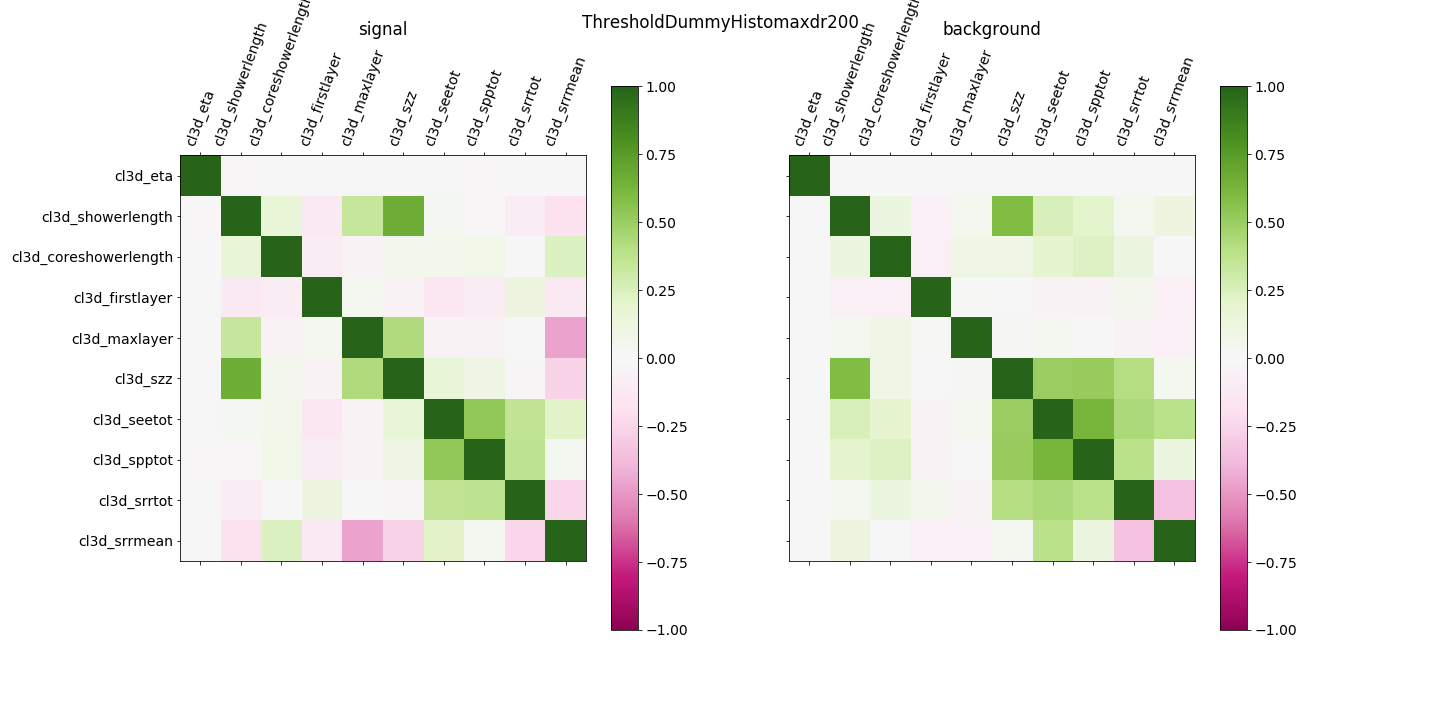 ThresholdDummyHistomaxdr200
signal
background
cl3d_eta
cl3d_showerlength
cl3d_coreshowerlength
cl3d_firstlayer
cl3d_maxlayer
cl3d_szz
cl3d_seetot
cl3d_spptot
cl3d_srrtot
cl3d_srrmean
cl3d_eta
cl3d_showerlength
cl3d_coreshowerlength
cl3d_firstlayer
cl3d_maxlayer
cl3d_szz
cl3d_seetot
cl3d_spptot
cl3d_srrtot
cl3d_srrmean
cl3d_eta
cl3d_showerlength
cl3d_coreshowerlength
cl3d_firstlayer
cl3d_maxlayer
cl3d_szz
cl3d_seetot
cl3d_spptot
cl3d_srrtot
cl3d_srrmean
1.00
0.75
0.50
0.25
0.00
−0.25
−0.50
−0.75
−1.00
1.00
0.75
0.50
0.25
0.00
−0.25
−0.50
−0.75
−1.00